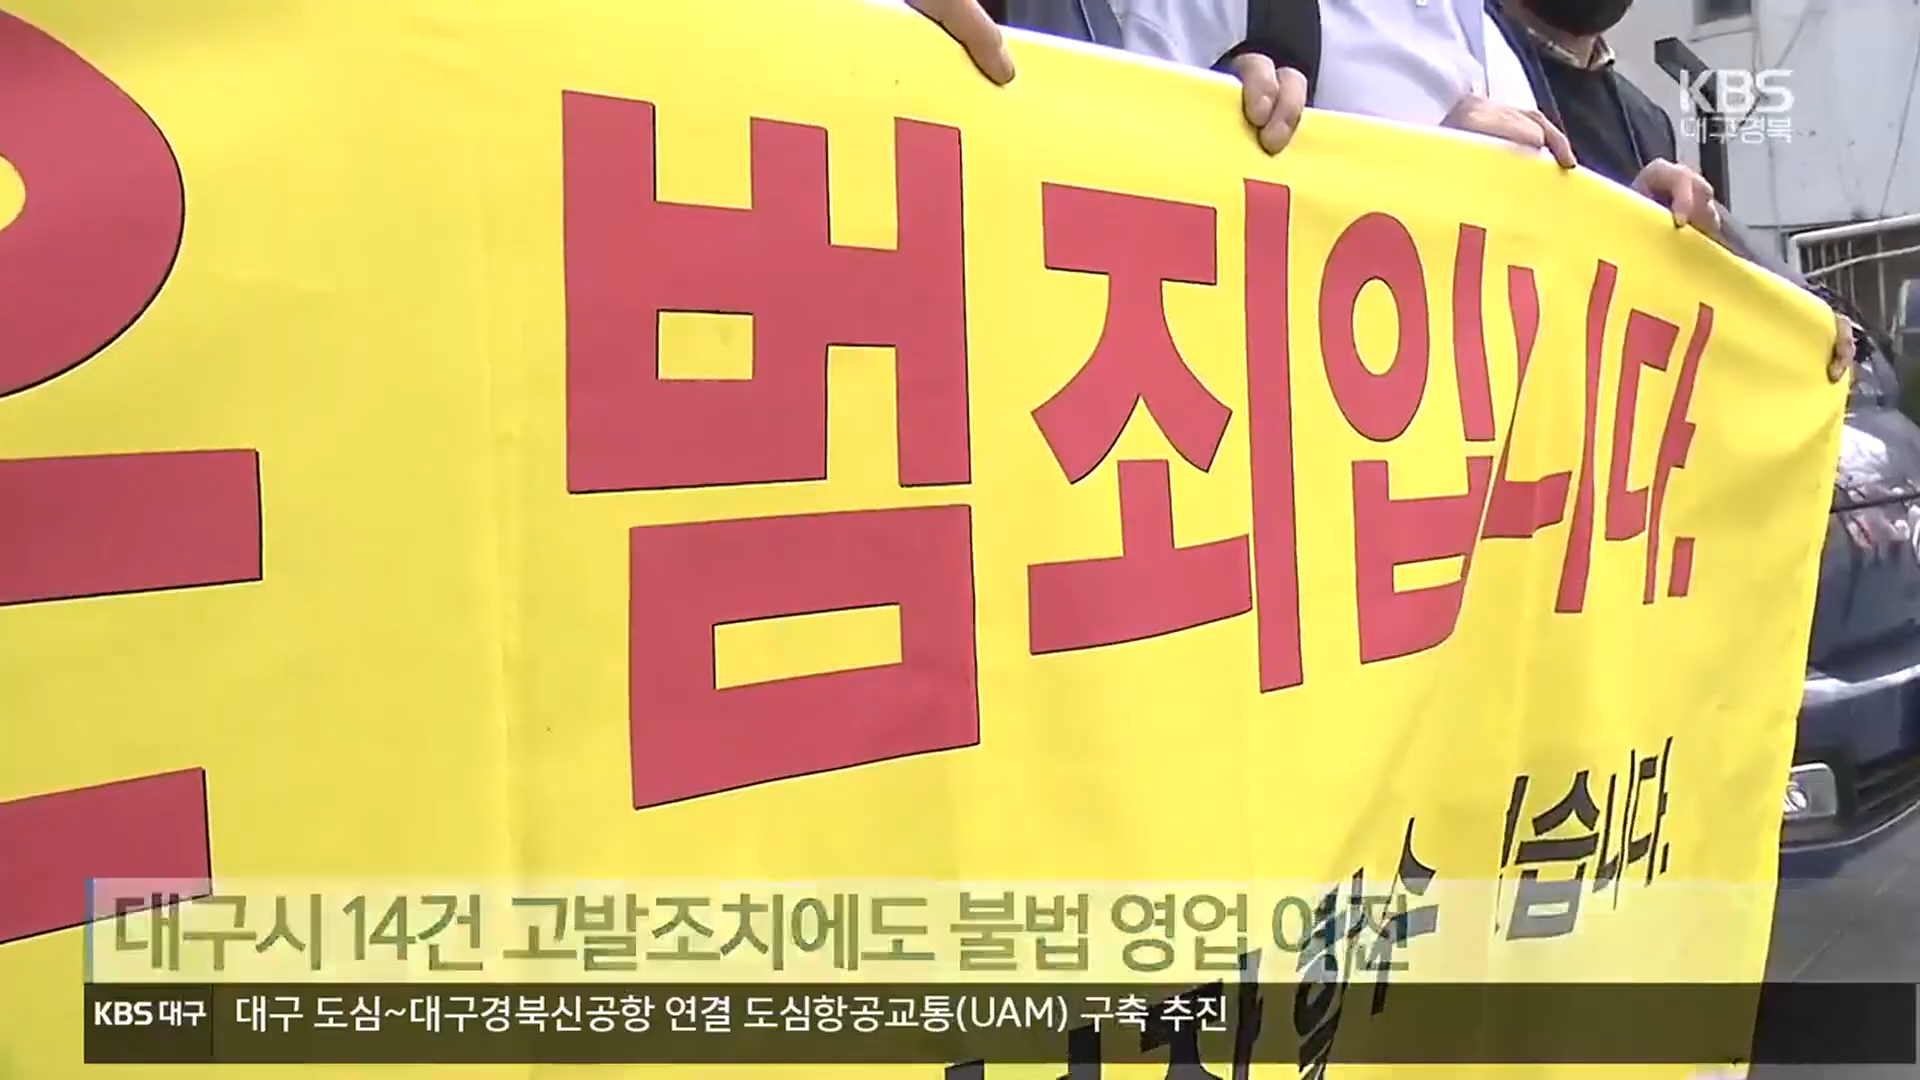 KBS
대구경북
범죄입니다.
대구시 14건 고발조치에도 불법 영업 여전
KBS 대구
대구 도심~대구경북신공항 연결 도심항공교통(UAM) 구축 추진